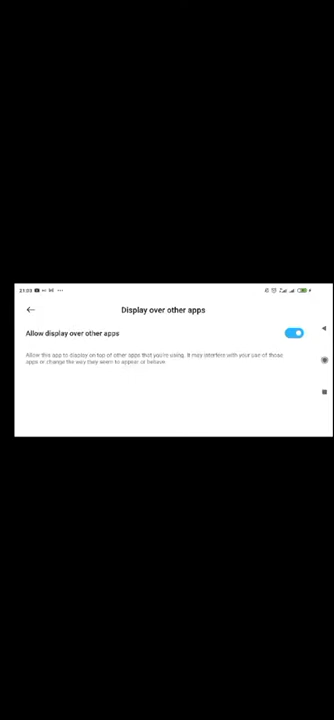 21:03
Display over other apps
Allow display over other apps
Allow this app to display on top of other apps that you're using. It may interfere with your use of those
apps or change the way they seem to appear or behave.